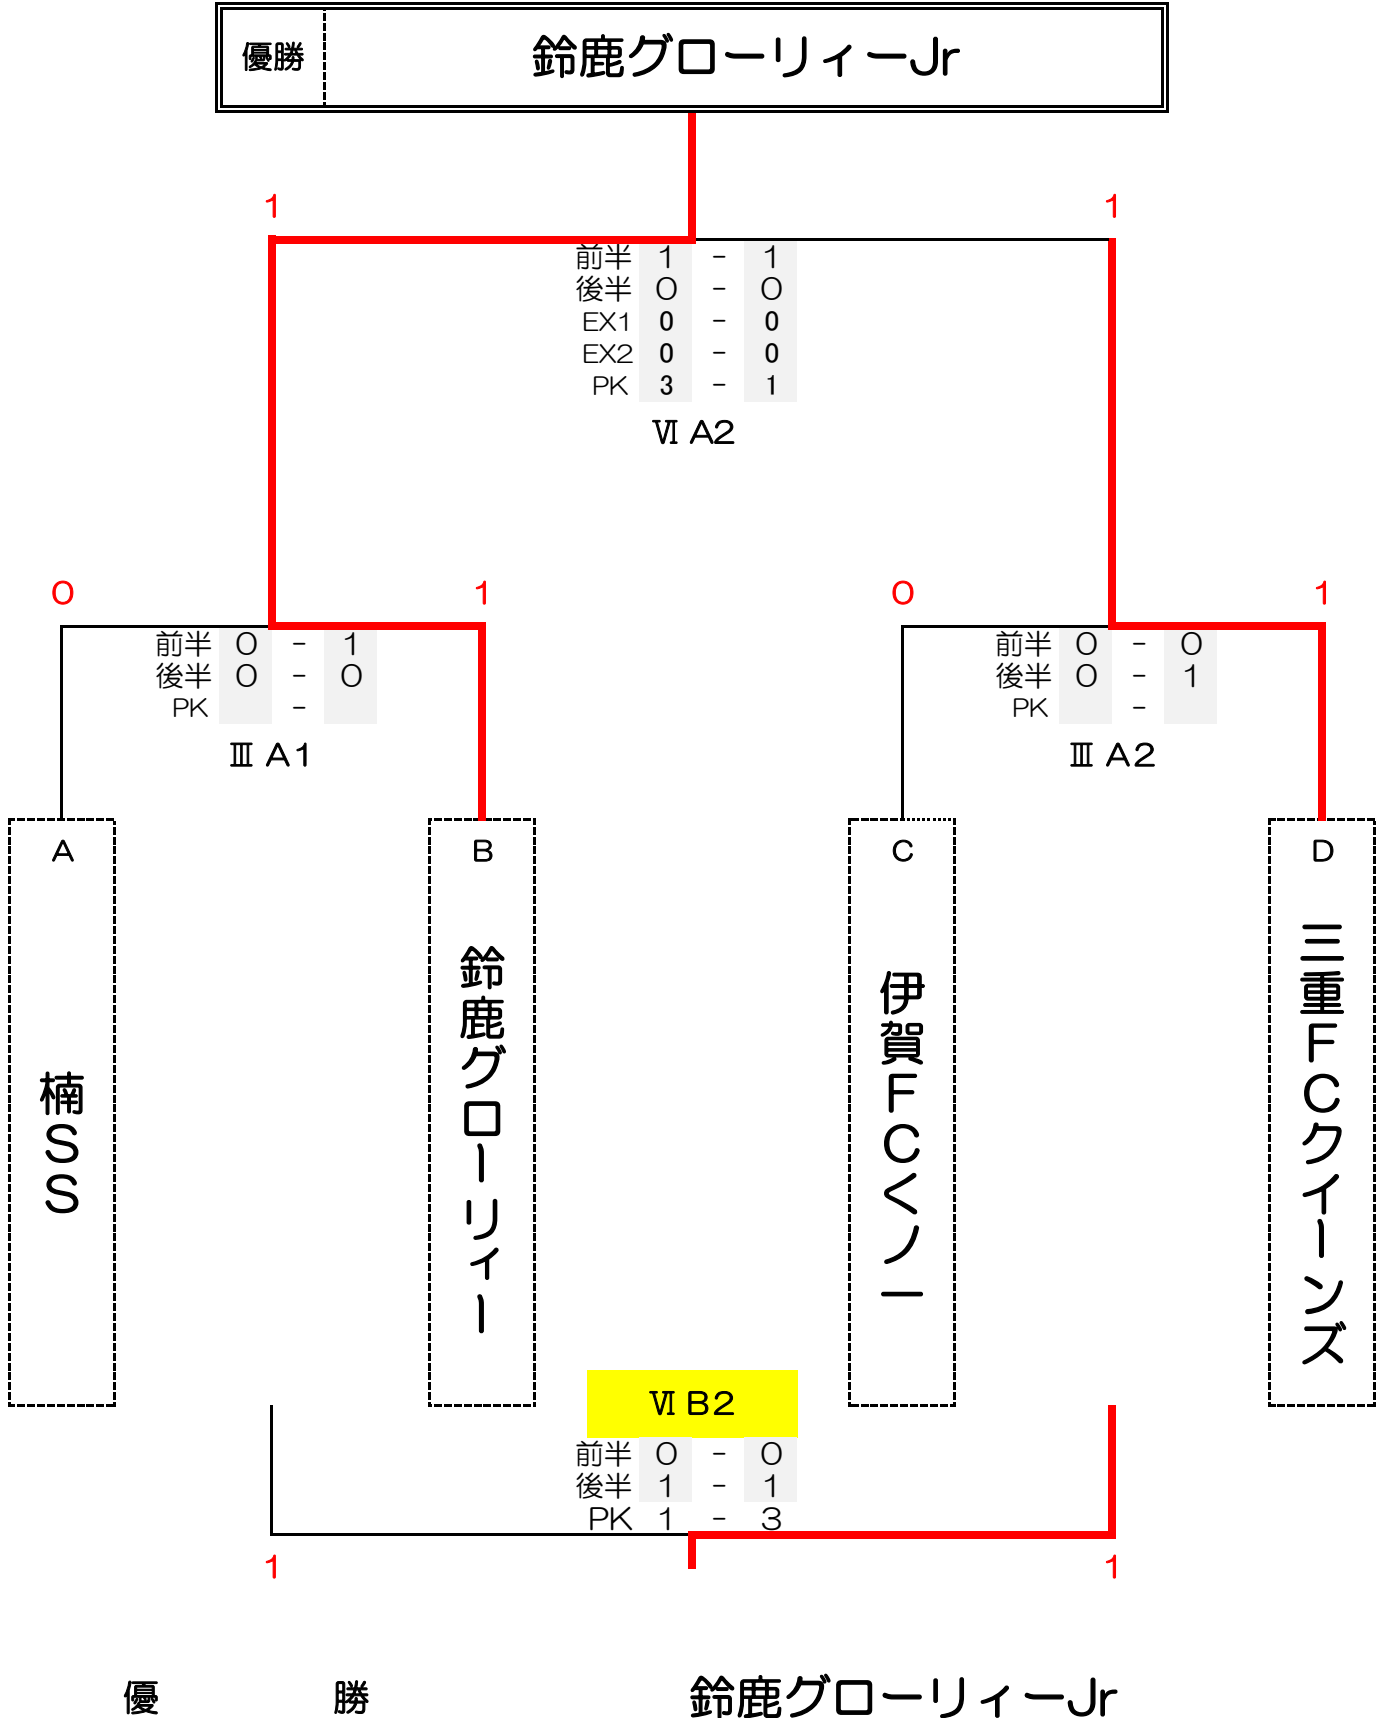 優勝 鈴鹿グローリィーJr
1 1
前半 1 - 1
後半 0 - 0
EX1 0 - 0
EX2 0 - 0
PK 3 - 1
Ⅵ A2
0 1 0 1
前半 0 - 1 前半 0 - 0
後半 0 - 0 後半 0 - 1
PK - PK -
Ⅲ A1 Ⅲ A2
A B C D
楠SS
鈴鹿グローリィー
伊賀FCくノ一
三重FCクイーンズ
Ⅵ B2
前半 0 - 0
後半 1 - 1
PK 1 - 3
1 1
優 勝 鈴鹿グローリィーJr